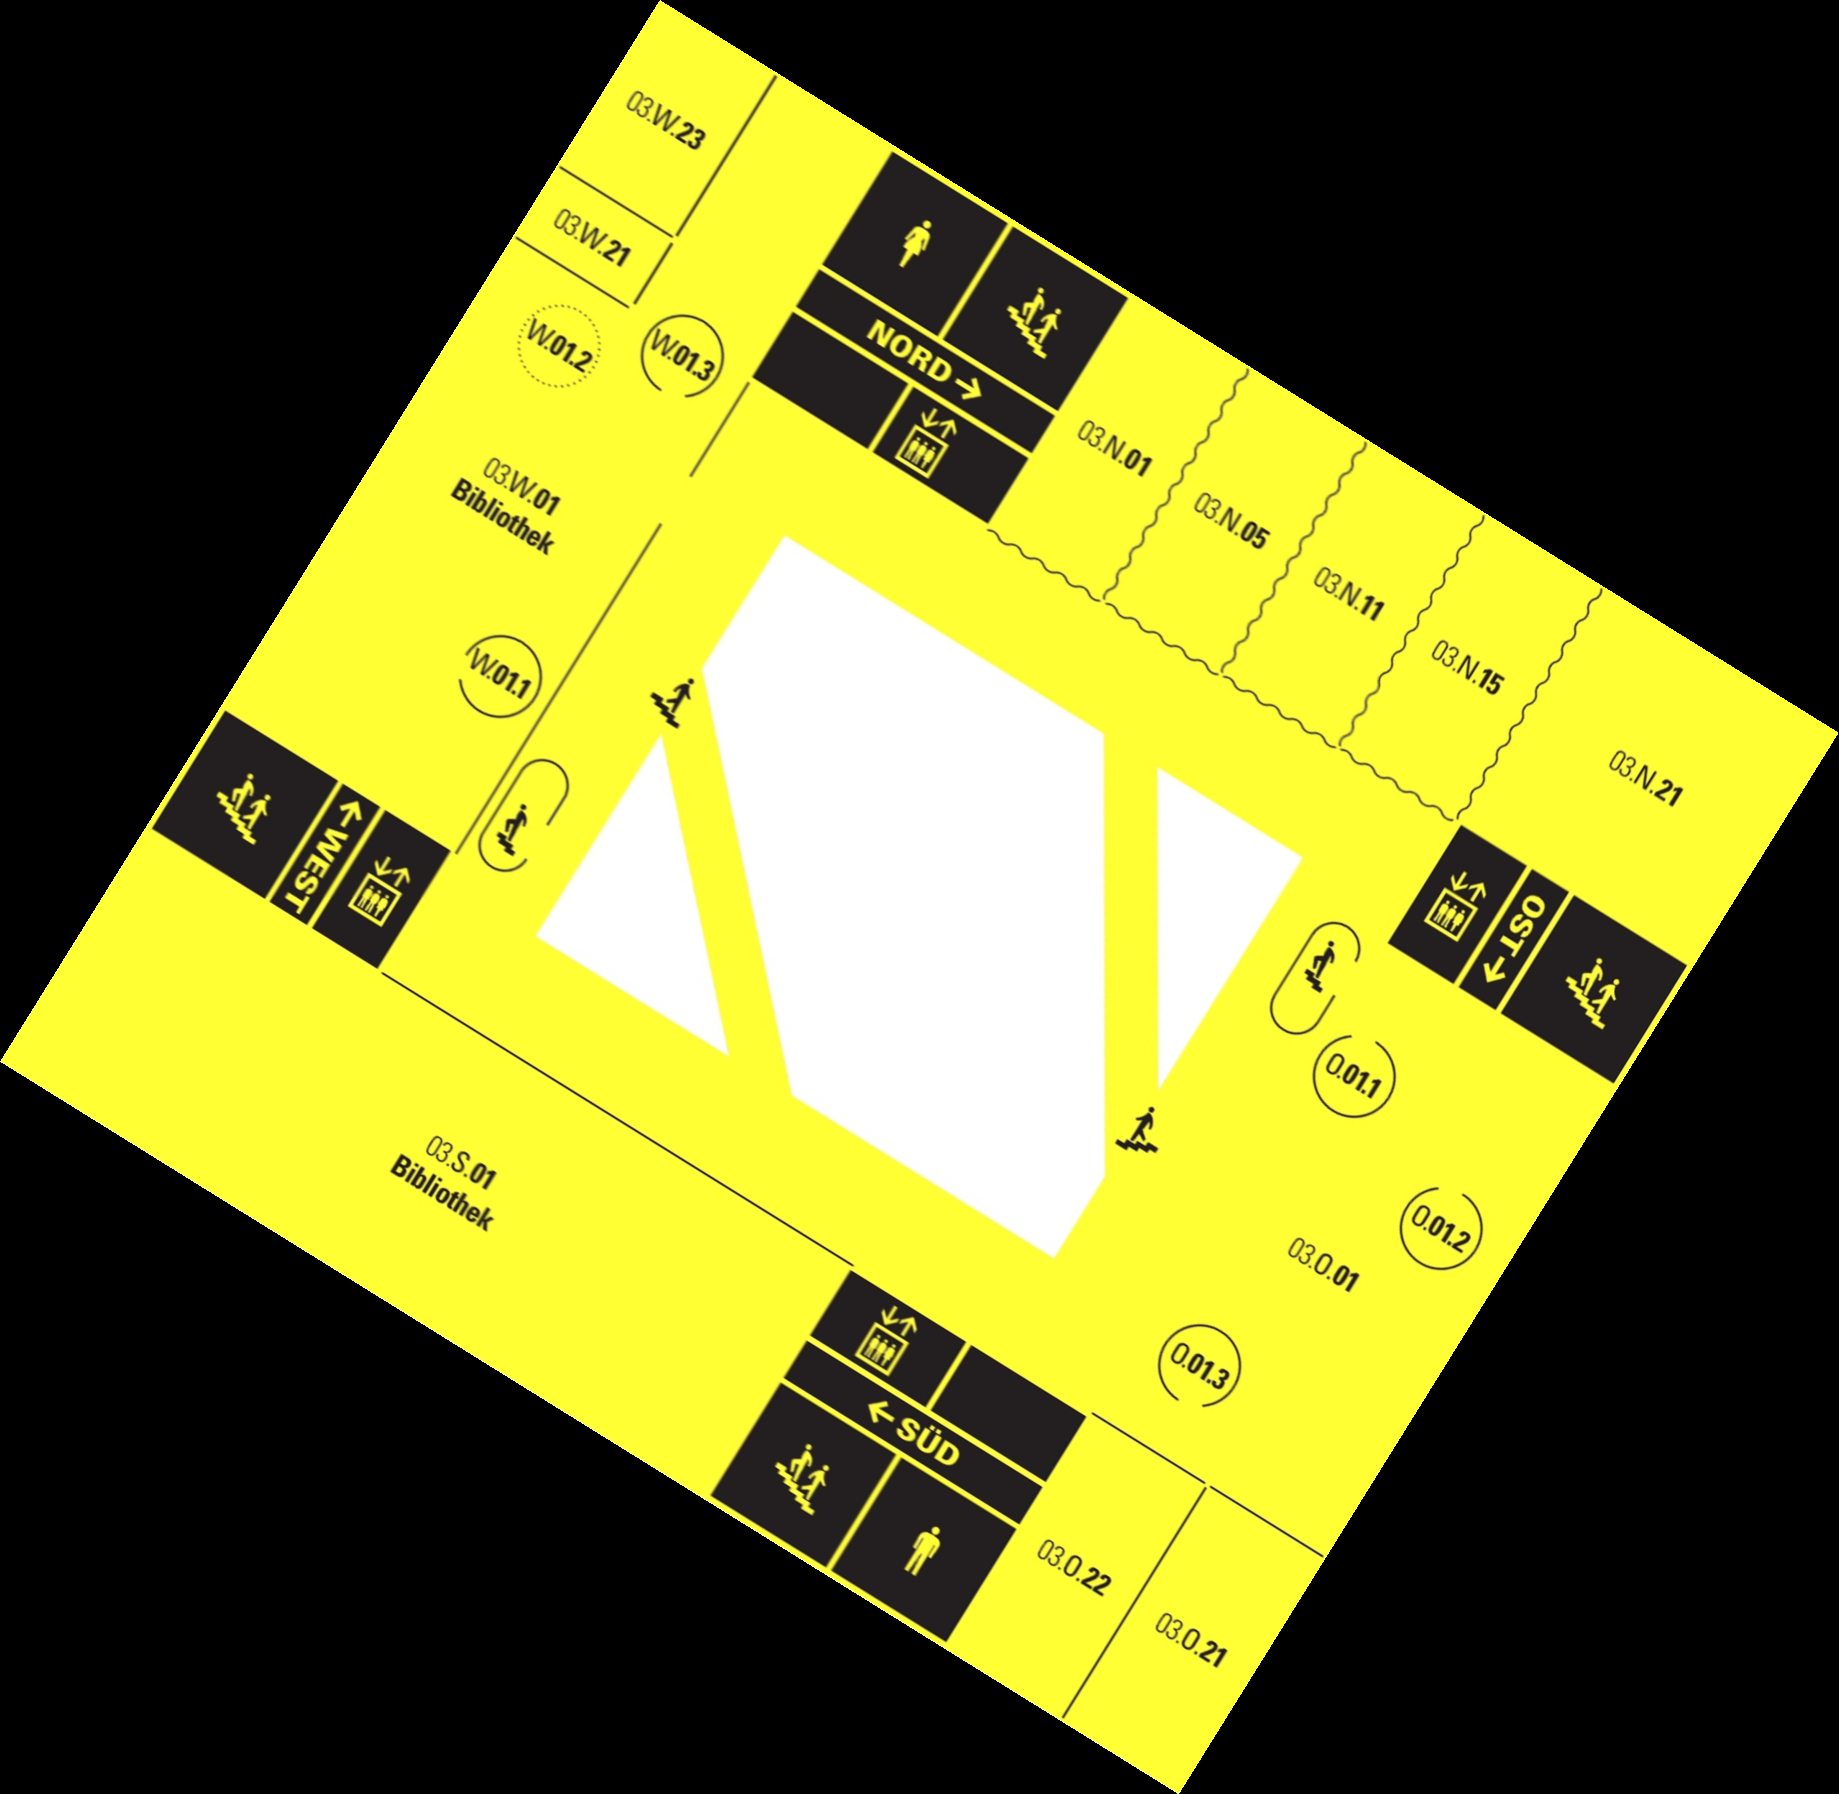 03.W.23
03.W.21
W.01.2
W.01.3
NORD →
03.N.01
03.N.05
03.N.11
03.N.15
03.N.21
03.W.01
Bibliothek
W.01.1
← WEST
OST →
O.01.1
O.01.2
03.O.01
O.01.3
03.S.01
Bibliothek
← SÜD
03.O.22
03.O.21